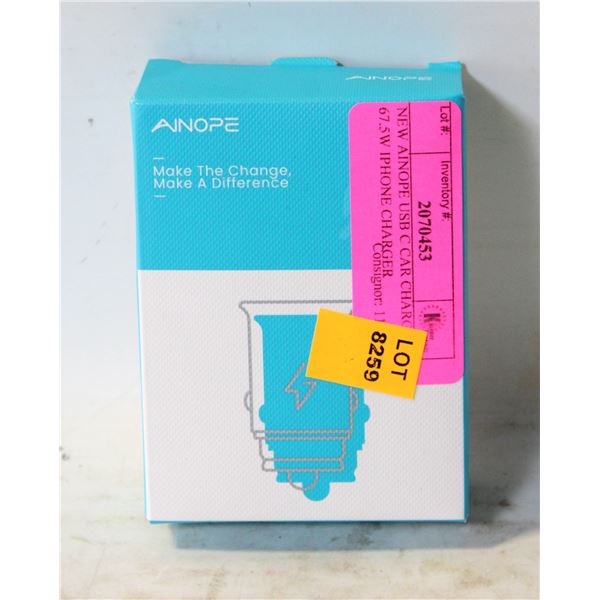 AINOPE
AINOPE
Make The Change,
Make A Difference
Lot #:
Inventory #:
2070453
NEW AINOPE USB C CAR
67.5W IPHONE CHARGER
Consignor:
LOT
8259